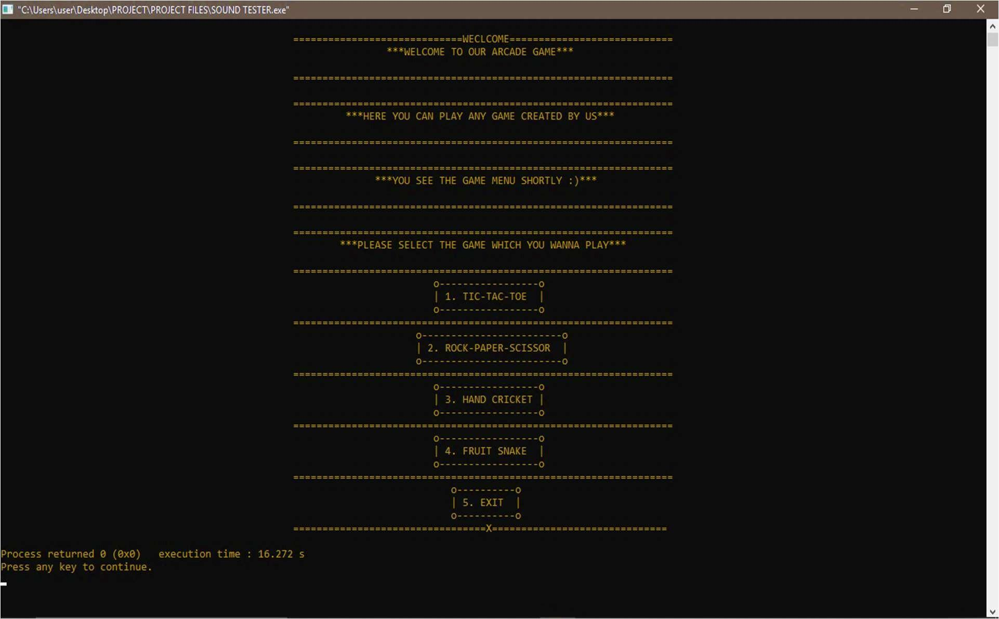 "C:\Users\user\Desktop\PROJECT\PROJECT FILES\SOUND TESTER.exe"
=============================WECLCOME============================
***WELCOME TO OUR ARCADE GAME***
=================================================================
=================================================================
***HERE YOU CAN PLAY ANY GAME CREATED BY US***
=================================================================
=================================================================
***YOU SEE THE GAME MENU SHORTLY :)***
=================================================================
=================================================================
***PLEASE SELECT THE GAME WHICH YOU WANNA PLAY***
=================================================================
o-----------------o
| 1. TIC-TAC-TOE  |
o-----------------o
=================================================================
o------------------------o
| 2. ROCK-PAPER-SCISSOR  |
o------------------------o
=================================================================
o-----------------o
| 3. HAND CRICKET |
o-----------------o
=================================================================
o-----------------o
| 4. FRUIT SNAKE  |
o-----------------o
=================================================================
o----------o
| 5. EXIT  |
o----------o
=================================X==============================
Process returned 0 (0x0)   execution time : 16.272 s
Press any key to continue.